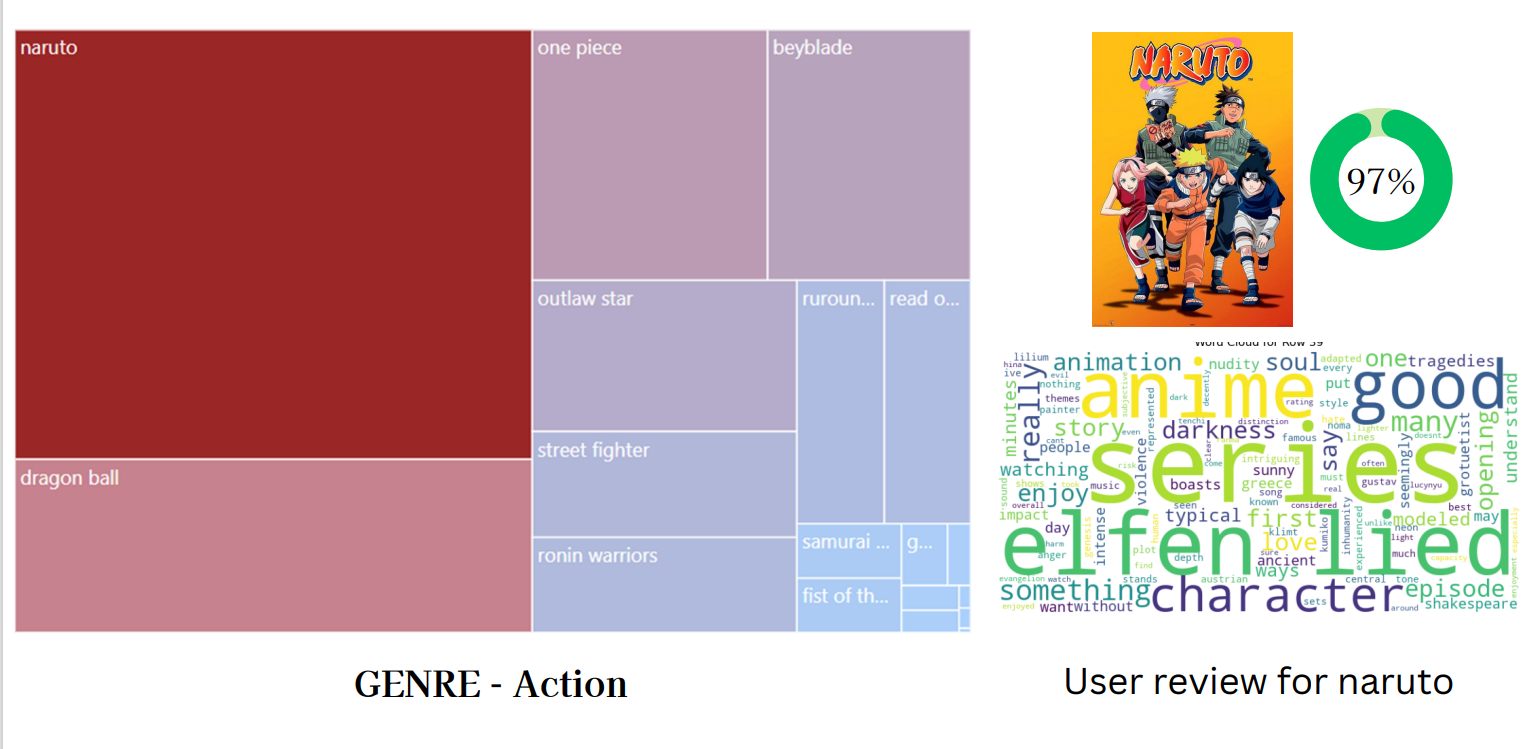 naruto
one piece
beyblade
outlaw star
ruroun...
read o...
street fighter
ronin warriors
samurai ...
g...
fist of th...
dragon ball
GENRE - Action
NARUTO
97%
Word Cloud for Row 39
lilium
hina
ive
evil
nothing
animation
nudity
soul
adapted
every
one
tragedies
minutes
really
themes
painter
anime
subjective
represented
dark
decently
rating
style
put
good
understand
story
even
cant
people
darkness
tenchi
distinction
famous
hate
noma
lighter
lines
many
doesnt
opening
grotuetist
watching
series
risk
violence
clear
come
intriguing
sunny
say
often
must
seemingly
sound
shows
took
enjoy
music
boasts
greece
song
real
gustav
lucynyu
overall
impact
seen
known
considered
best
day
intense
genesis
human
typical
first
klimt
kumiko
inhumanity
experienced
unlike
modeled
neon
may
light
harm
anger
elfen lied
plot
find
depth
love
sure
ancient
much
capacity
especially
enjoyment
evangelion
watch
stands
austrian
ways
central
tone
something
character
episode
enjoyed
want
without
sets
around
shakespeare
User review for naruto